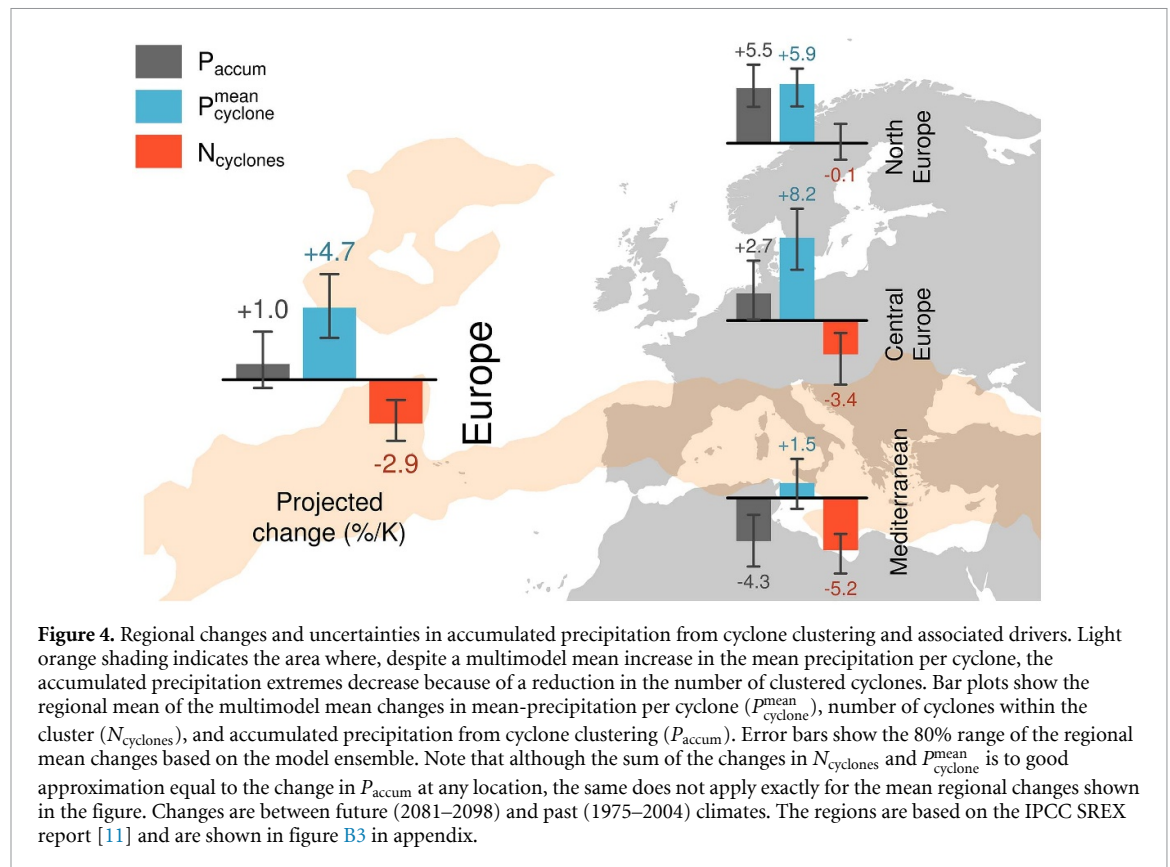 P_accum
P^mean_cyclone
N_cyclones
+5.5 +5.9
-0.1
North
Europe
+8.2
+2.7
-3.4
Central
Europe
+4.7
+1.0
-2.9
Europe
Projected
change (%/K)
+1.5
-4.3
-5.2
Mediterranean
Figure 4. Regional changes and uncertainties in accumulated precipitation from cyclone clustering and associated drivers. Light
orange shading indicates the area where, despite a multimodel mean increase in the mean precipitation per cyclone, the
accumulated precipitation extremes decrease because of a reduction in the number of clustered cyclones. Bar plots show the
regional mean of the multimodel mean changes in mean-precipitation per cyclone (P^mean_cyclone), number of cyclones within the
cluster (N_cyclones), and accumulated precipitation from cyclone clustering (P_accum). Error bars show the 80% range of the regional
mean changes based on the model ensemble. Note that although the sum of the changes in N_cyclones and P^mean_cyclone is to good
approximation equal to the change in P_accum at any location, the same does not apply exactly for the mean regional changes shown
in the figure. Changes are between future (2081–2098) and past (1975–2004) climates. The regions are based on the IPCC SREX
report [11] and are shown in figure B3 in appendix.